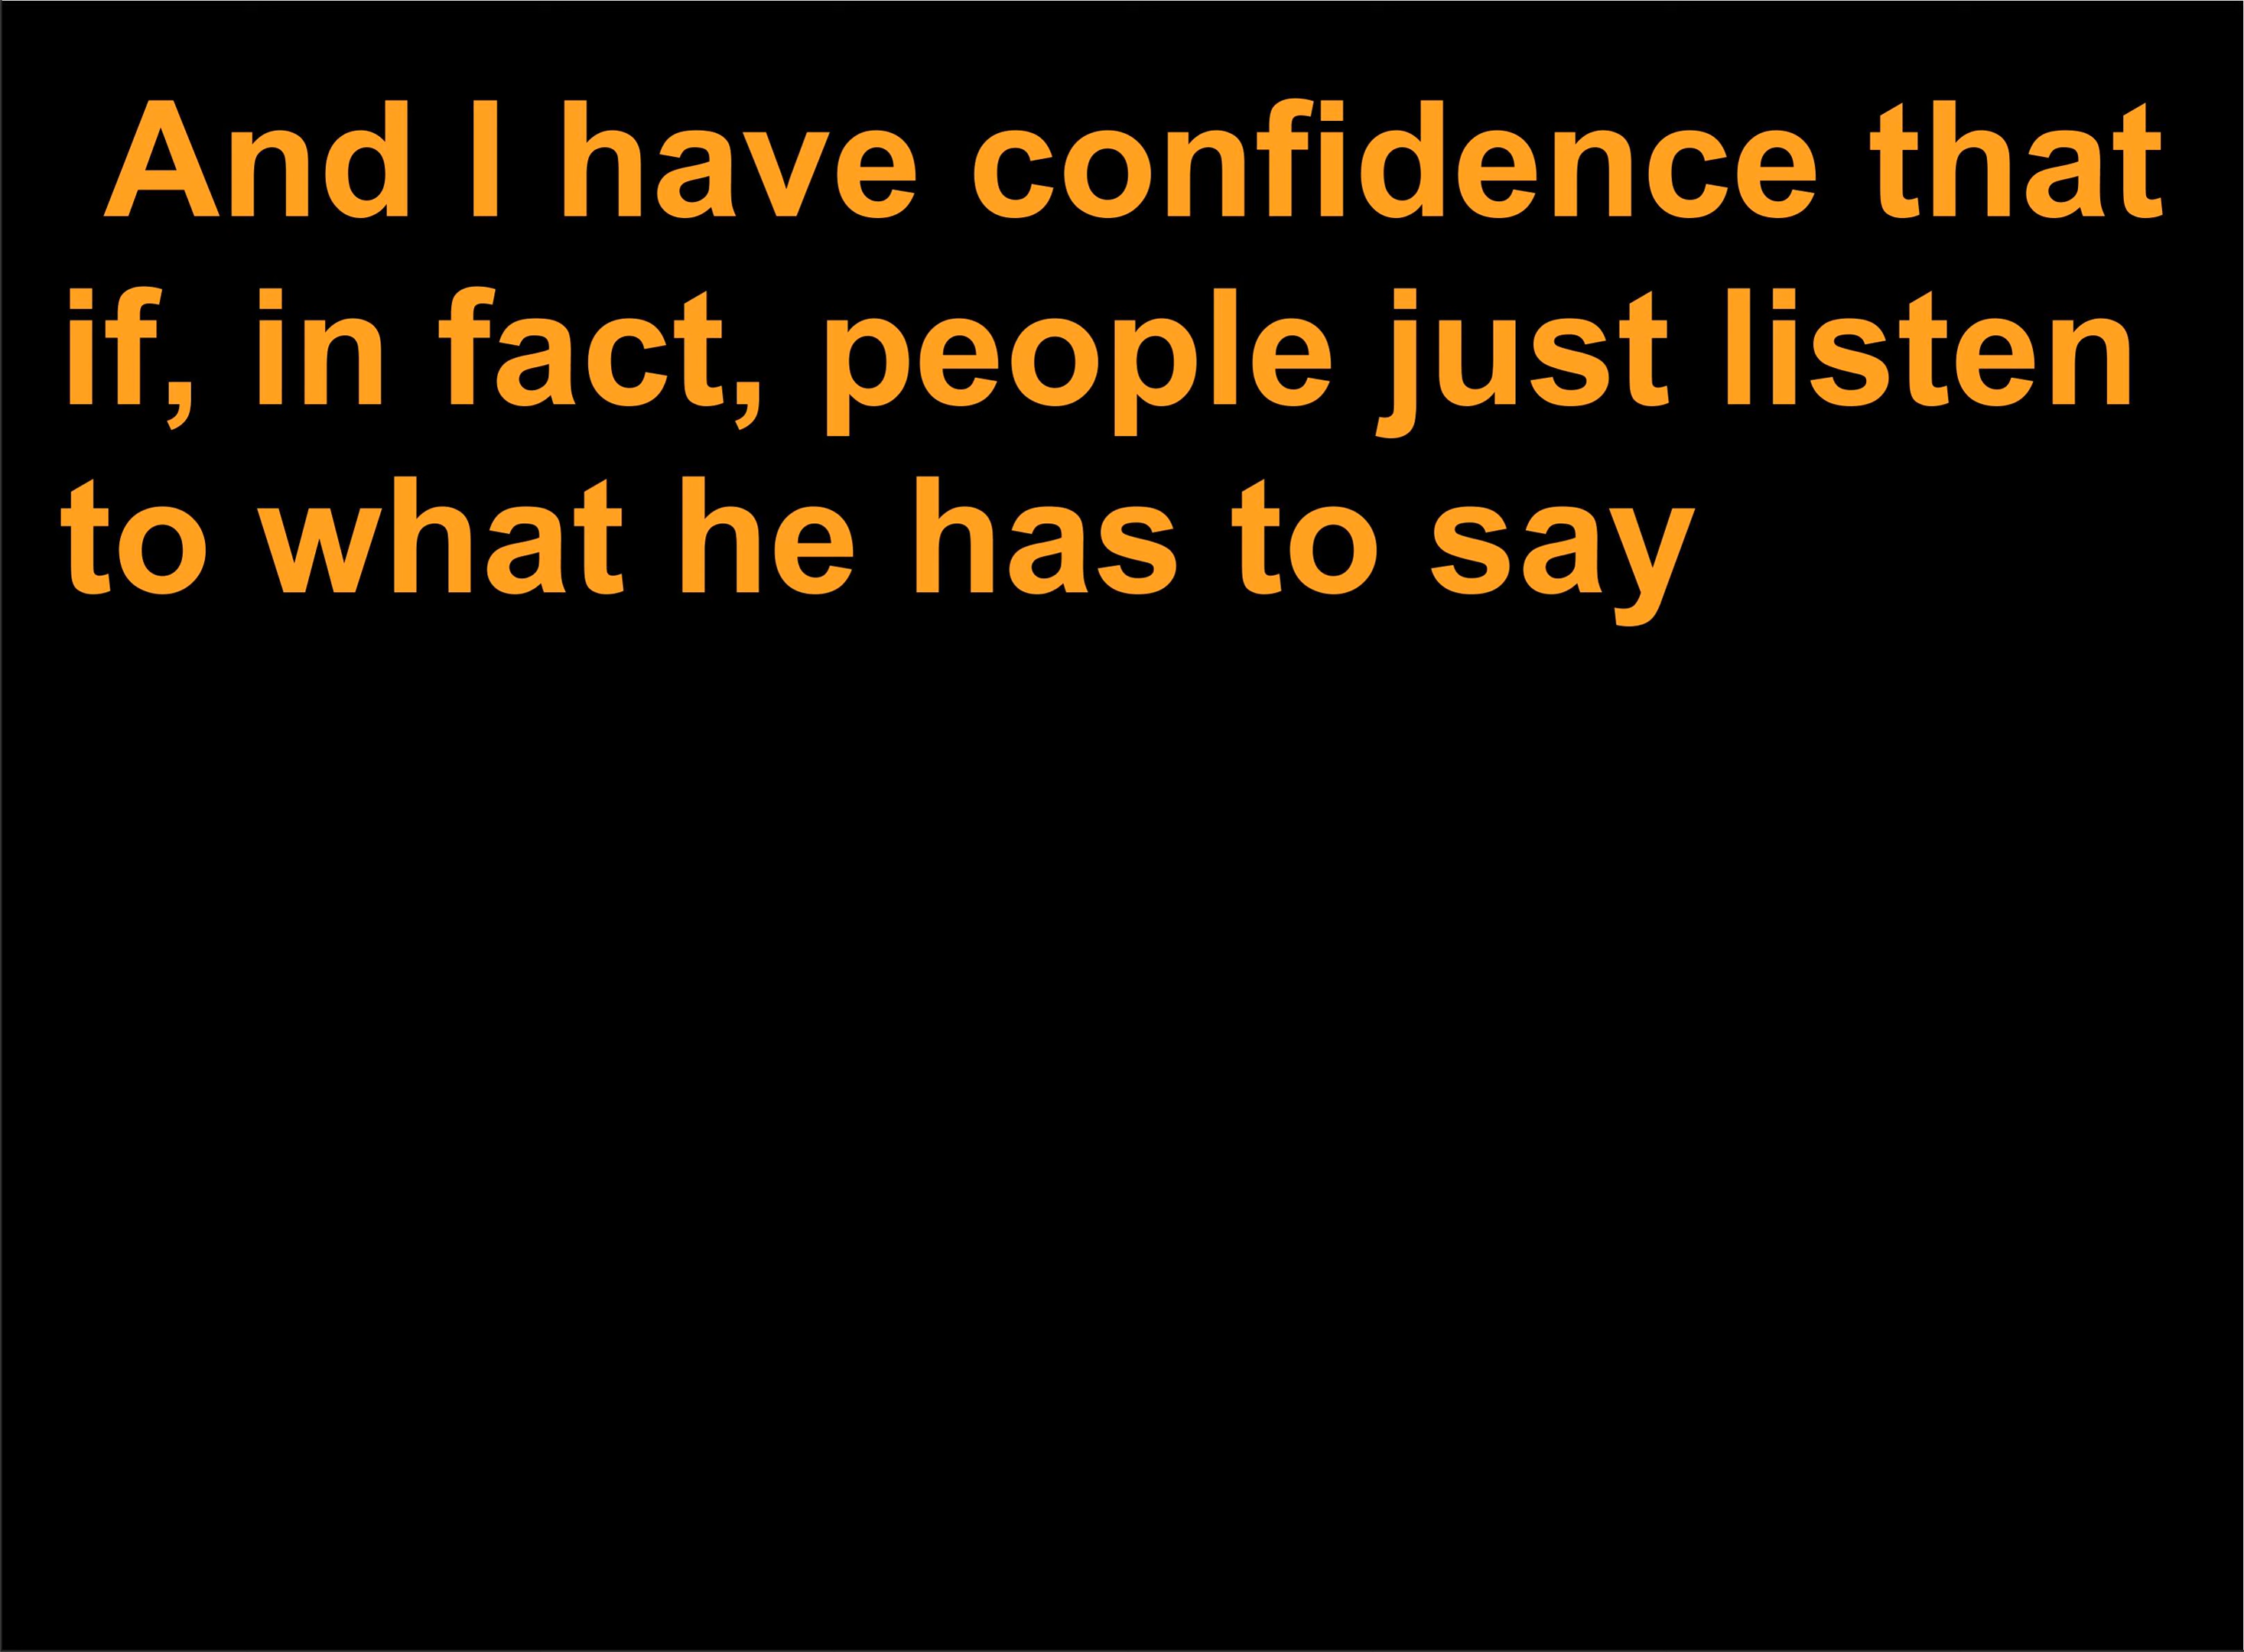 And I have confidence that
if, in fact, people just listen
to what he has to say